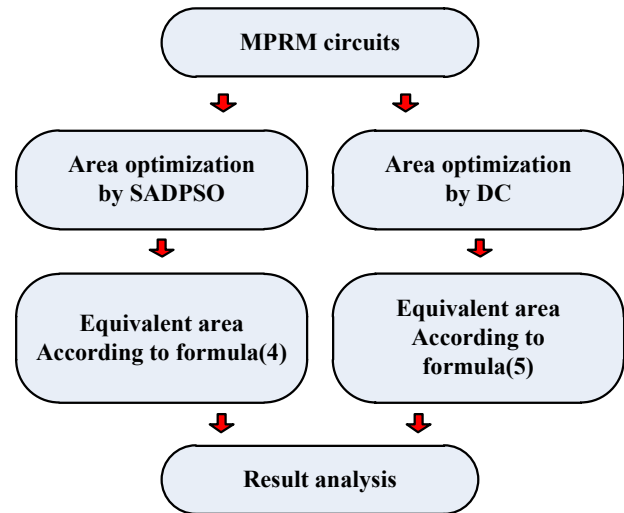 MPRM circuits
Area optimization
by SADPSO
Area optimization
by DC
Equivalent area
According to formula(4)
Equivalent area
According to
formula(5)
Result analysis